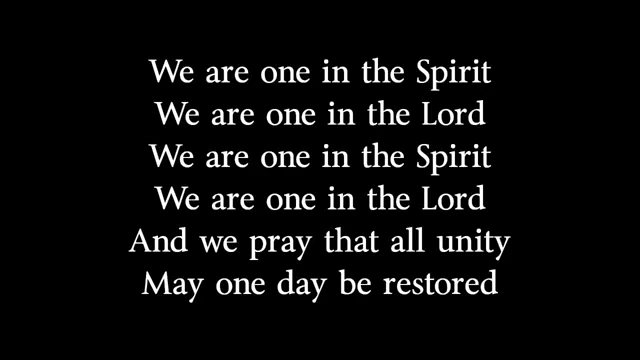 We are one in the Spirit
We are one in the Lord
We are one in the Spirit
We are one in the Lord
And we pray that all unity
May one day be restored